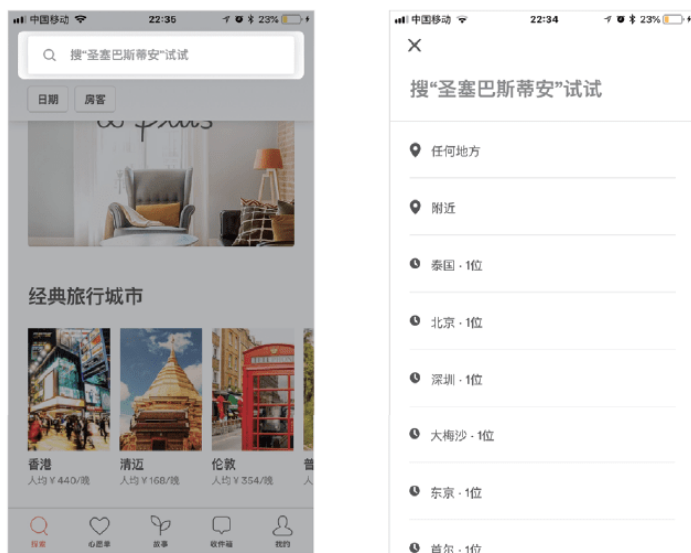 中国移动 22:35 23%
搜“圣塞巴斯蒂安”试试
日期 房客
plus
经典旅行城市
香港 清迈 伦敦 普
人均￥440/晚 人均￥168/晚 人均￥354/晚 人
探索 心愿单 故事 收件箱 我的
中国移动 22:34 23%
搜“圣塞巴斯蒂安”试试
任何地方
附近
泰国 · 1位
北京 · 1位
深圳 · 1位
大梅沙 · 1位
东京 · 1位
首尔 · 1位